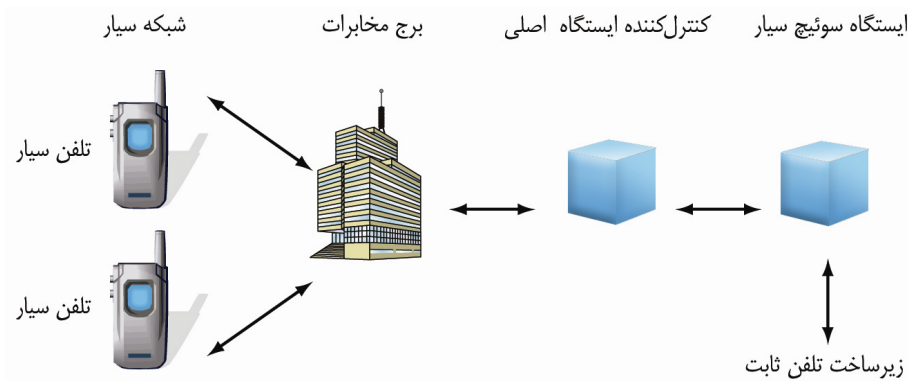 ایستگاه سوئیچ سیار
کنترل‌کننده ایستگاه اصلی
برج مخابرات
شبکه سیار
تلفن سیار
تلفن سیار
زیرساخت تلفن ثابت